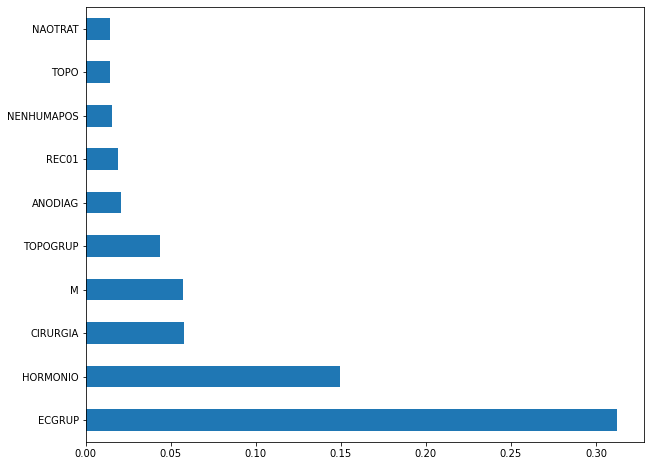 NAOTRAT
TOPO
NENHUMAPOS
REC01
ANODIAG
TOPOGRUP
M
CIRURGIA
HORMONIO
ECGRUP
0.00 0.05 0.10 0.15 0.20 0.25 0.30